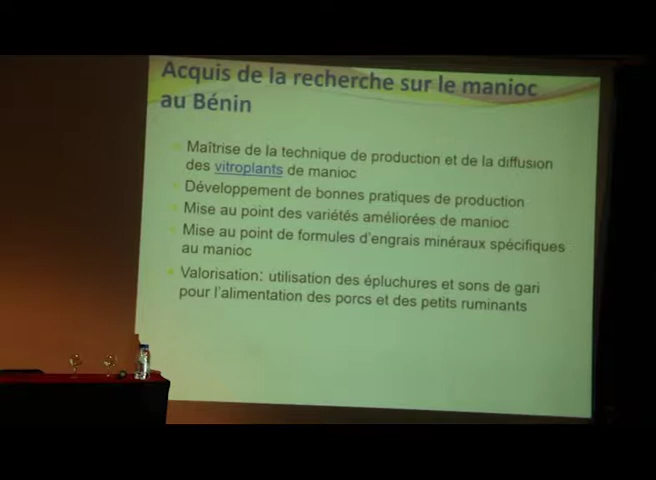 Acquis de la recherche sur le manioc
au Bénin
Maîtrise de la technique de production et de la diffusion
des vitroplants de manioc
Développement de bonnes pratiques de production
Mise au point des variétés améliorées de manioc
Mise au point de formules d'engrais minéraux spécifiques
au manioc
Valorisation: utilisation des épluchures et sons de gari
pour l'alimentation des porcs et des petits ruminants